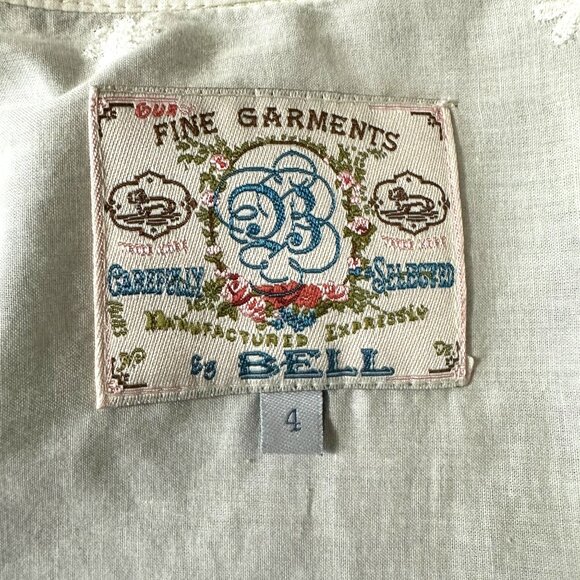 Our
FINE GARMENTS
B
CAREFULLY SELECTED
MANUFACTURED EXPRESSLY
by BELL
4